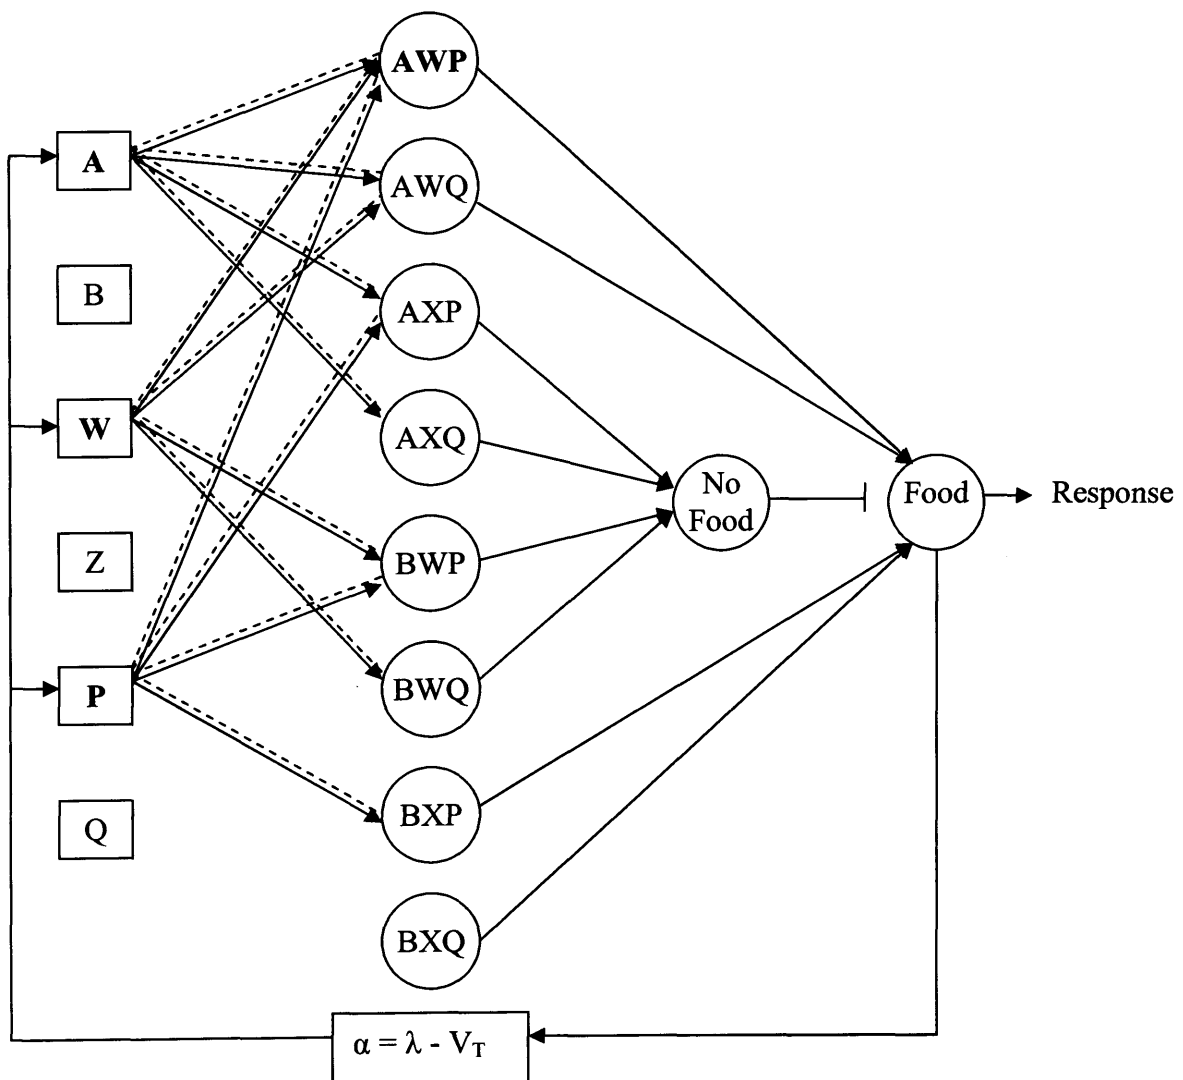 AWP
A
AWQ
B
AXP
W
AXQ
No
Food
Food
Response
Z
BWP
P
BWQ
BXP
Q
BXQ
α = λ - VT